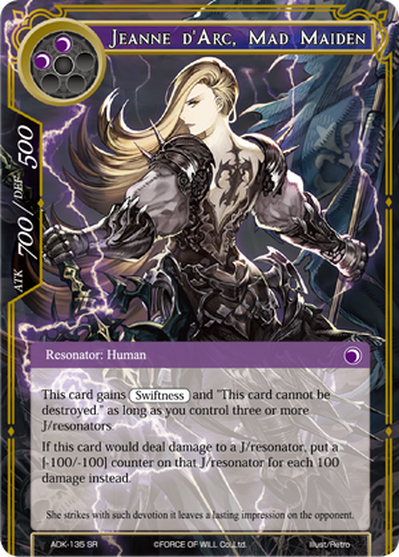 Jeanne d'Arc, Mad Maiden
ATK 700 / DEF 500
Resonator: Human
This card gains Swiftness and "This card cannot be
destroyed." as long as you control three or more
J/resonators.
If this card would deal damage to a J/resonator, put a
[-100/-100] counter on that J/resonator for each 100
damage instead.
She strikes with such devotion it leaves a lasting impression on the opponent.
AOK-135 SR ©FORCE OF WILL Co.,Ltd. Illust/Retro